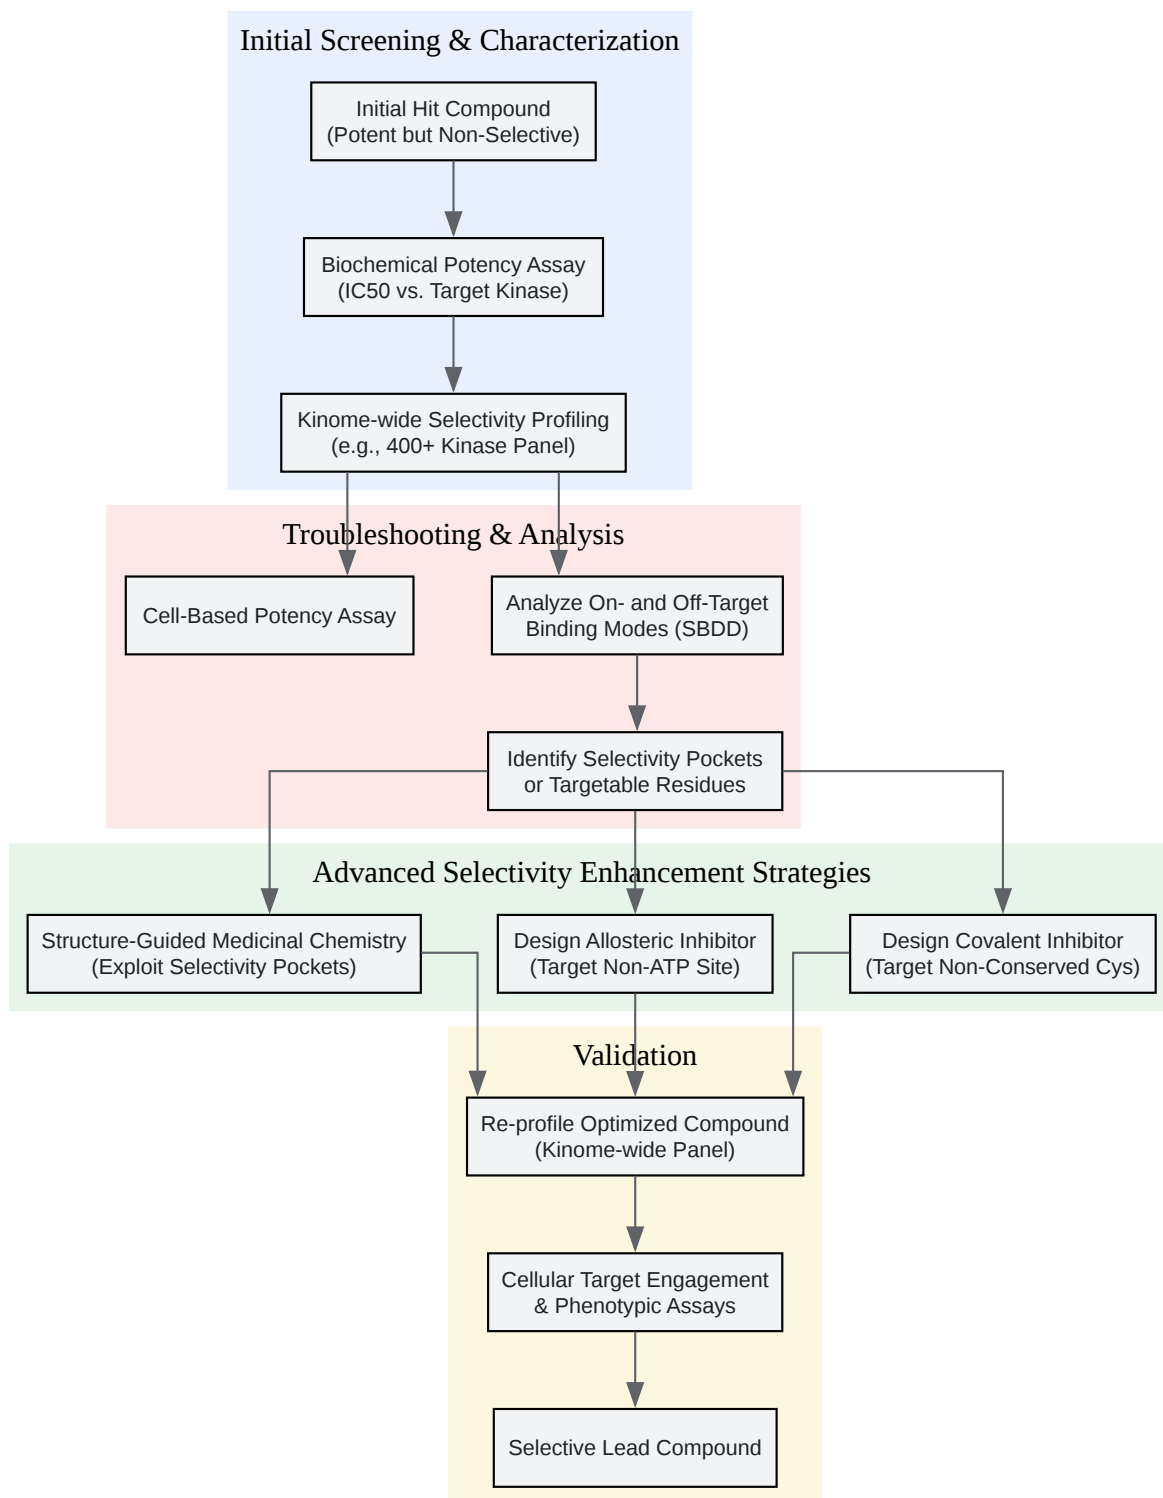 Initial Screening & Characterization
Initial Hit Compound
(Potent but Non-Selective)
Biochemical Potency Assay
(IC50 vs. Target Kinase)
Kinome-wide Selectivity Profiling
(e.g., 400+ Kinase Panel)
Troubleshooting & Analysis
Cell-Based Potency Assay
Analyze On- and Off-Target
Binding Modes (SBDD)
Identify Selectivity Pockets
or Targetable Residues
Advanced Selectivity Enhancement Strategies
Structure-Guided Medicinal Chemistry
(Exploit Selectivity Pockets)
Design Allosteric Inhibitor
(Target Non-ATP Site)
Design Covalent Inhibitor
(Target Non-Conserved Cys)
Validation
Re-profile Optimized Compound
(Kinome-wide Panel)
Cellular Target Engagement
& Phenotypic Assays
Selective Lead Compound